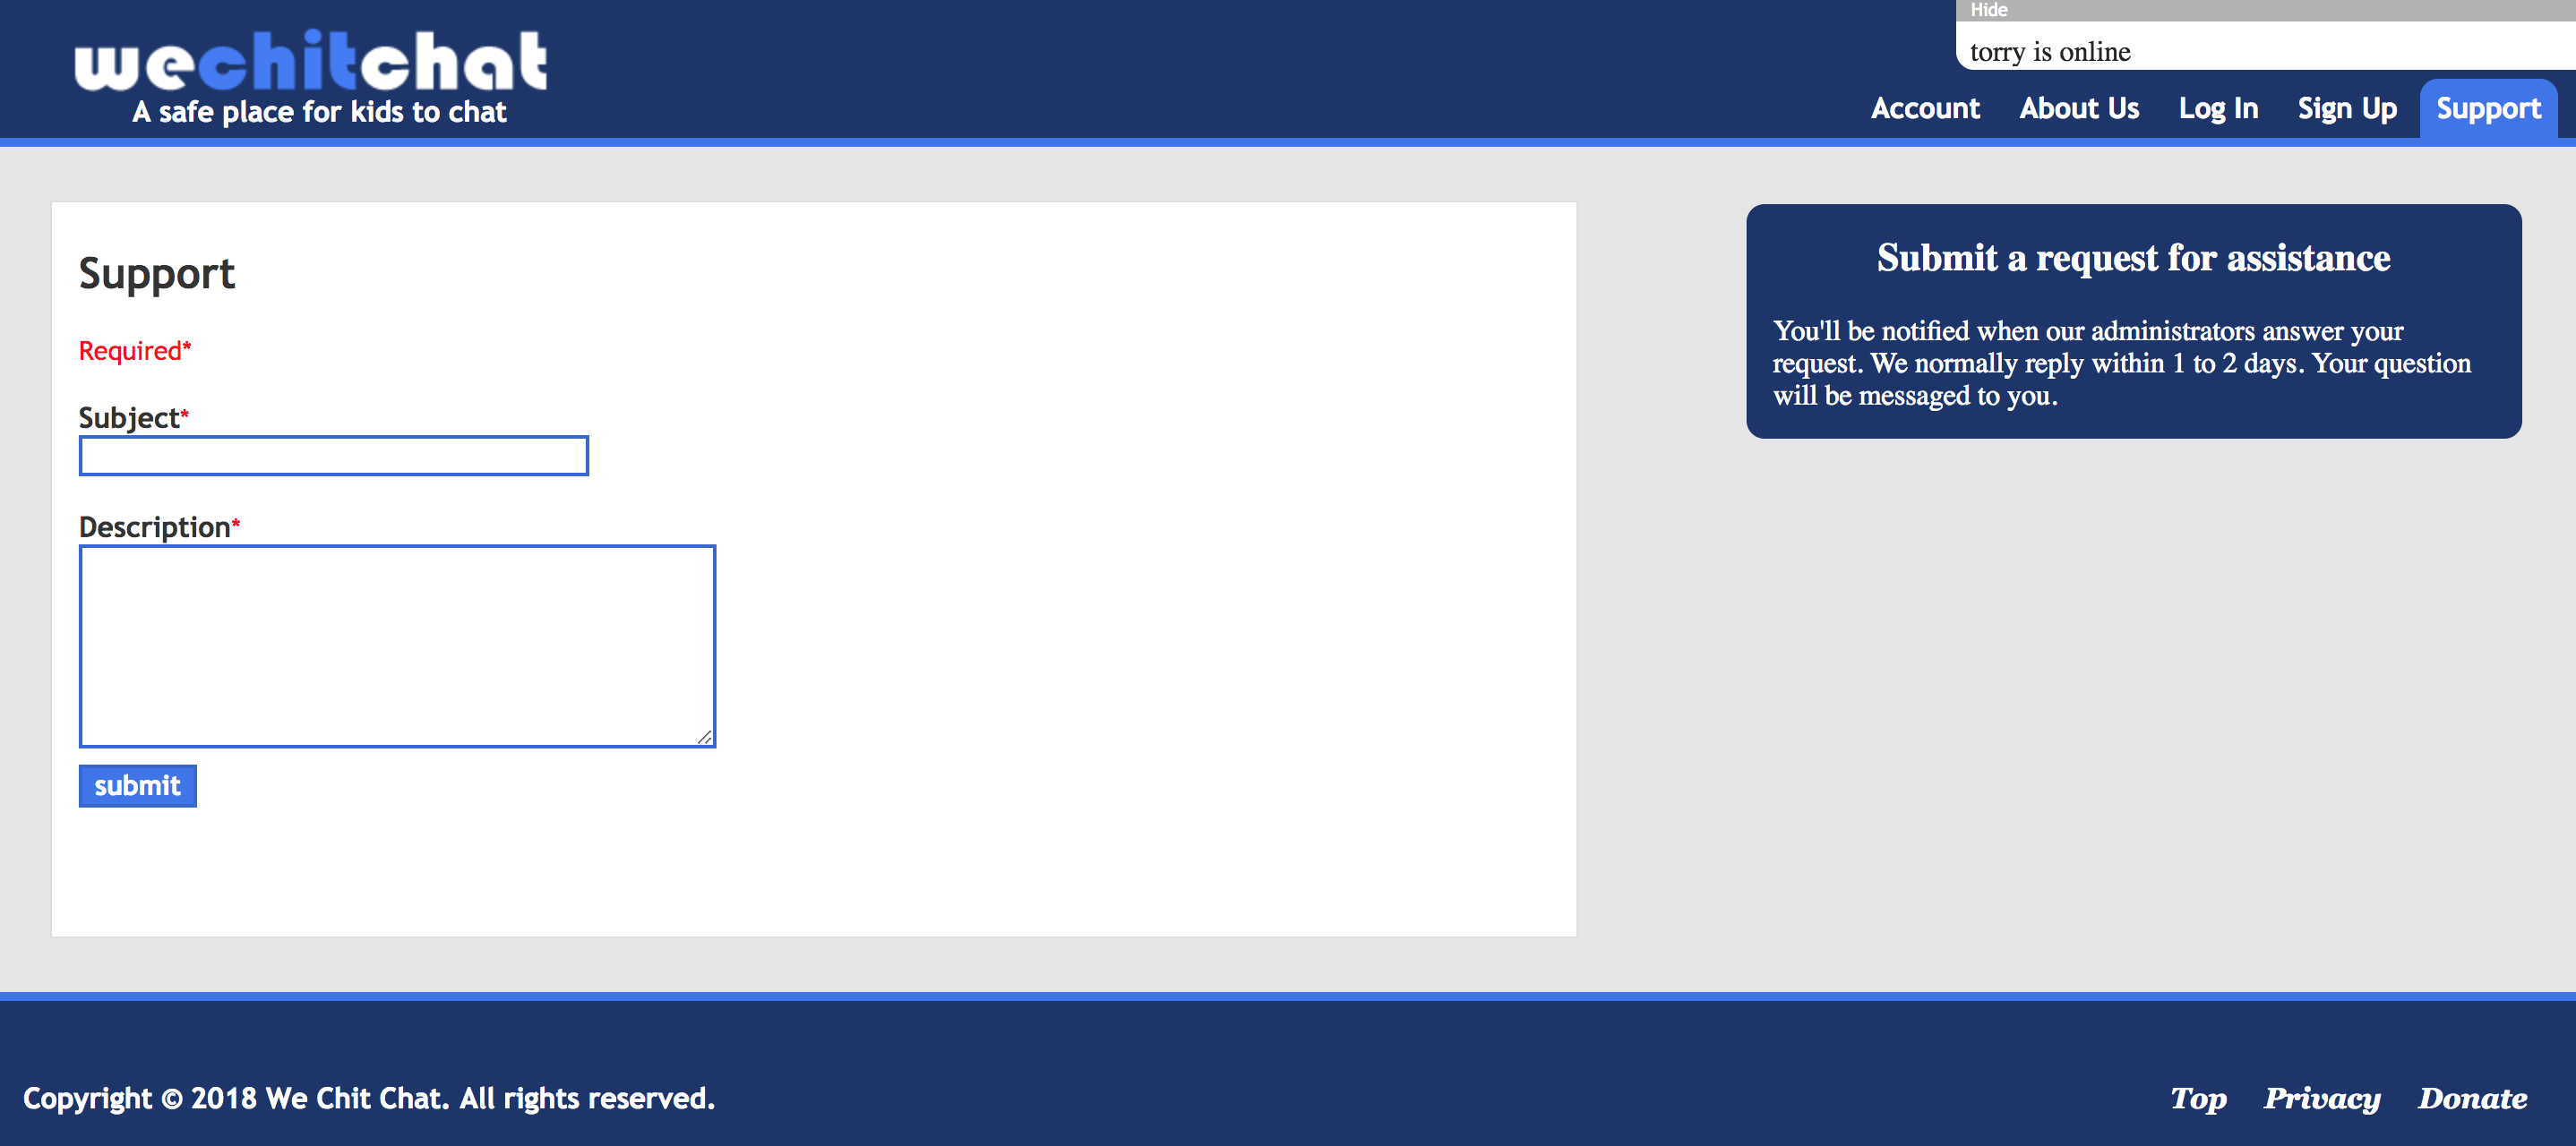 Hide
torry is online
wechitchat
A safe place for kids to chat
Account About Us Log In Sign Up Support
Support
Required*
Subject*
Description*
submit
Submit a request for assistance
You'll be notified when our administrators answer your
request. We normally reply within 1 to 2 days. Your question
will be messaged to you.
Copyright © 2018 We Chit Chat. All rights reserved.
Top Privacy Donate